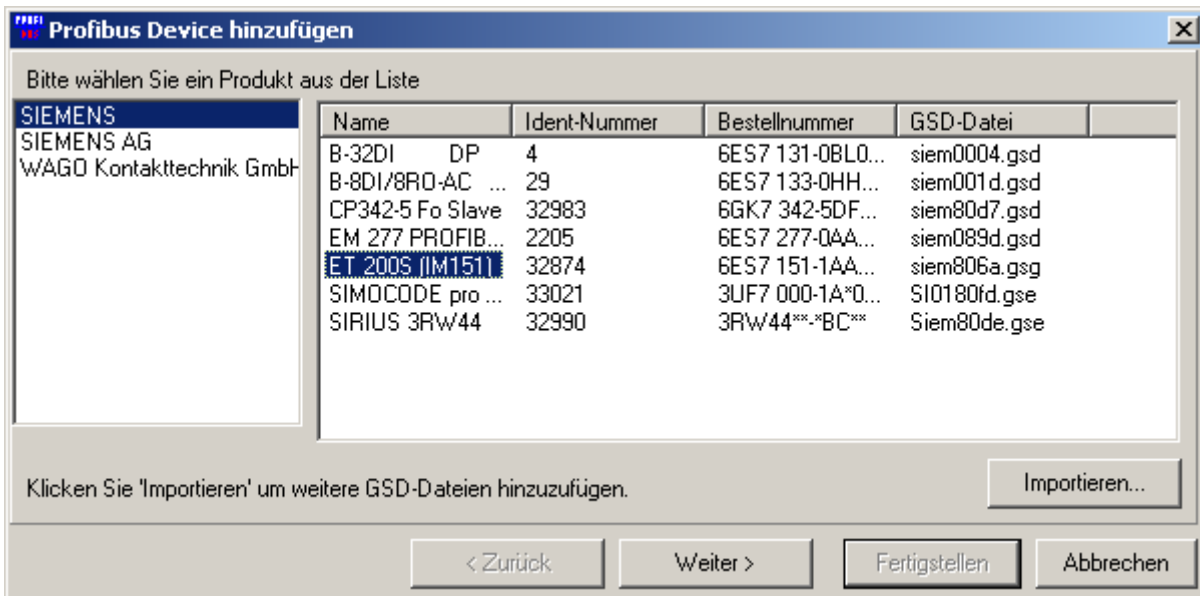 PROFI BUS Profibus Device hinzufügen
Bitte wählen Sie ein Produkt aus der Liste
SIEMENS
SIEMENS AG
WAGO Kontakttechnik GmbH
Name Ident-Nummer Bestellnummer GSD-Datei
B-32DI DP 4 6ES7 131-0BL0... siem0004.gsd
B-8DI/8RO-AC ... 29 6ES7 133-0HH... siem001d.gsd
CP342-5 Fo Slave 32983 6GK7 342-5DF... siem80d7.gsd
EM 277 PROFIB... 2205 6ES7 277-0AA... siem089d.gsd
ET 200S (IM151) 32874 6ES7 151-1AA... siem806a.gsg
SIMOCODE pro ... 33021 3UF7 000-1A*0... SI0180fd.gse
SIRIUS 3RW44 32990 3RW44**-*BC** Siem80de.gse
Klicken Sie 'Importieren' um weitere GSD-Dateien hinzuzufügen.
Importieren...
< Zurück Weiter > Fertigstellen Abbrechen